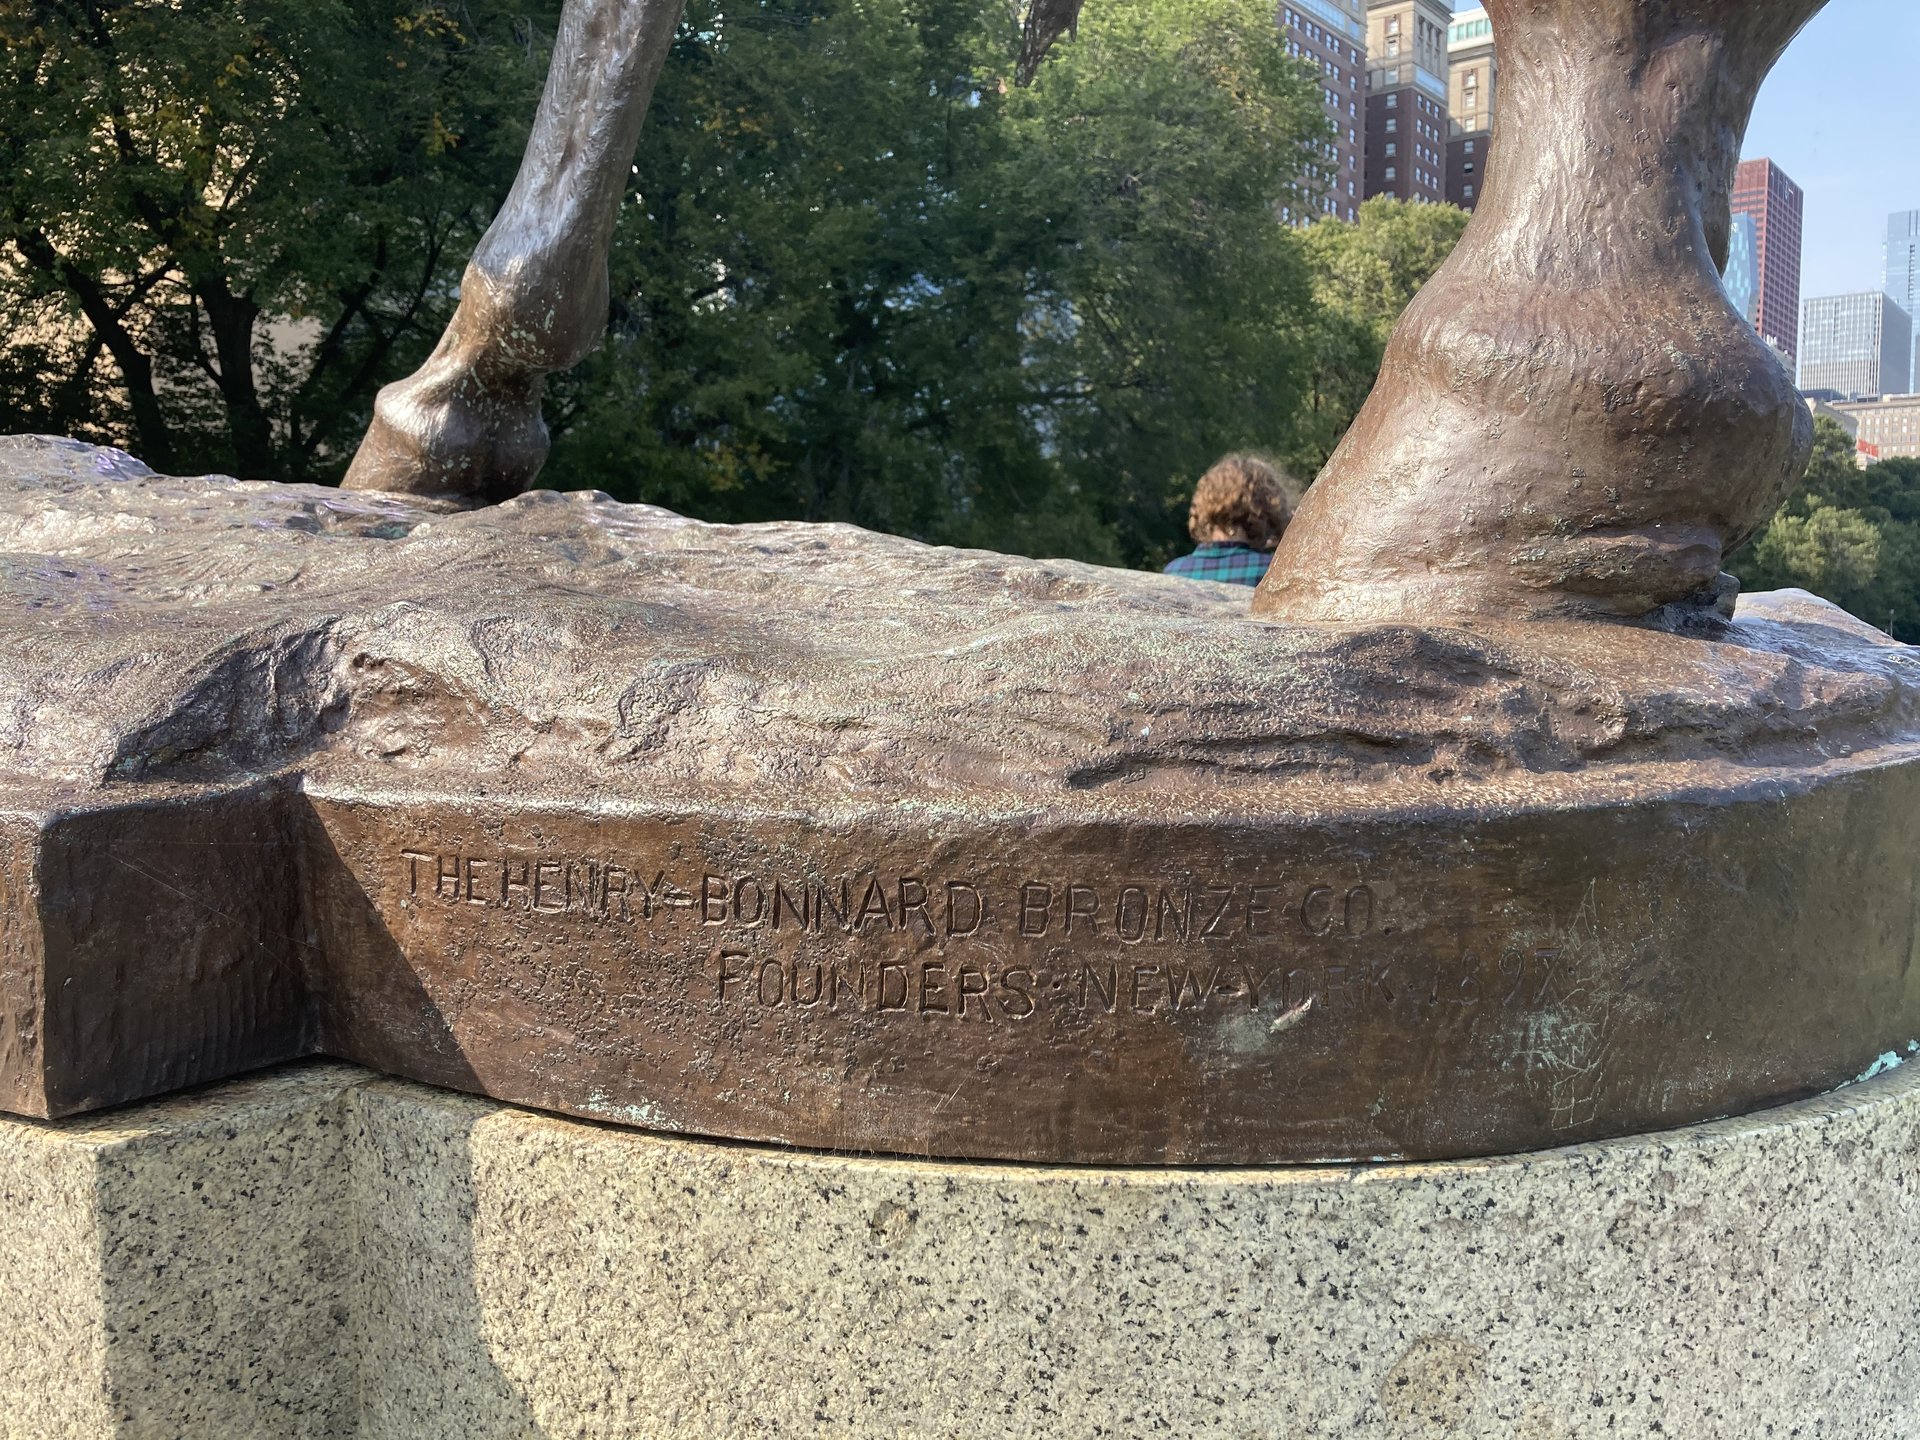 THE HENRY-BONNARD BRONZE CO.
FOUNDERS · NEW-YORK · 1897